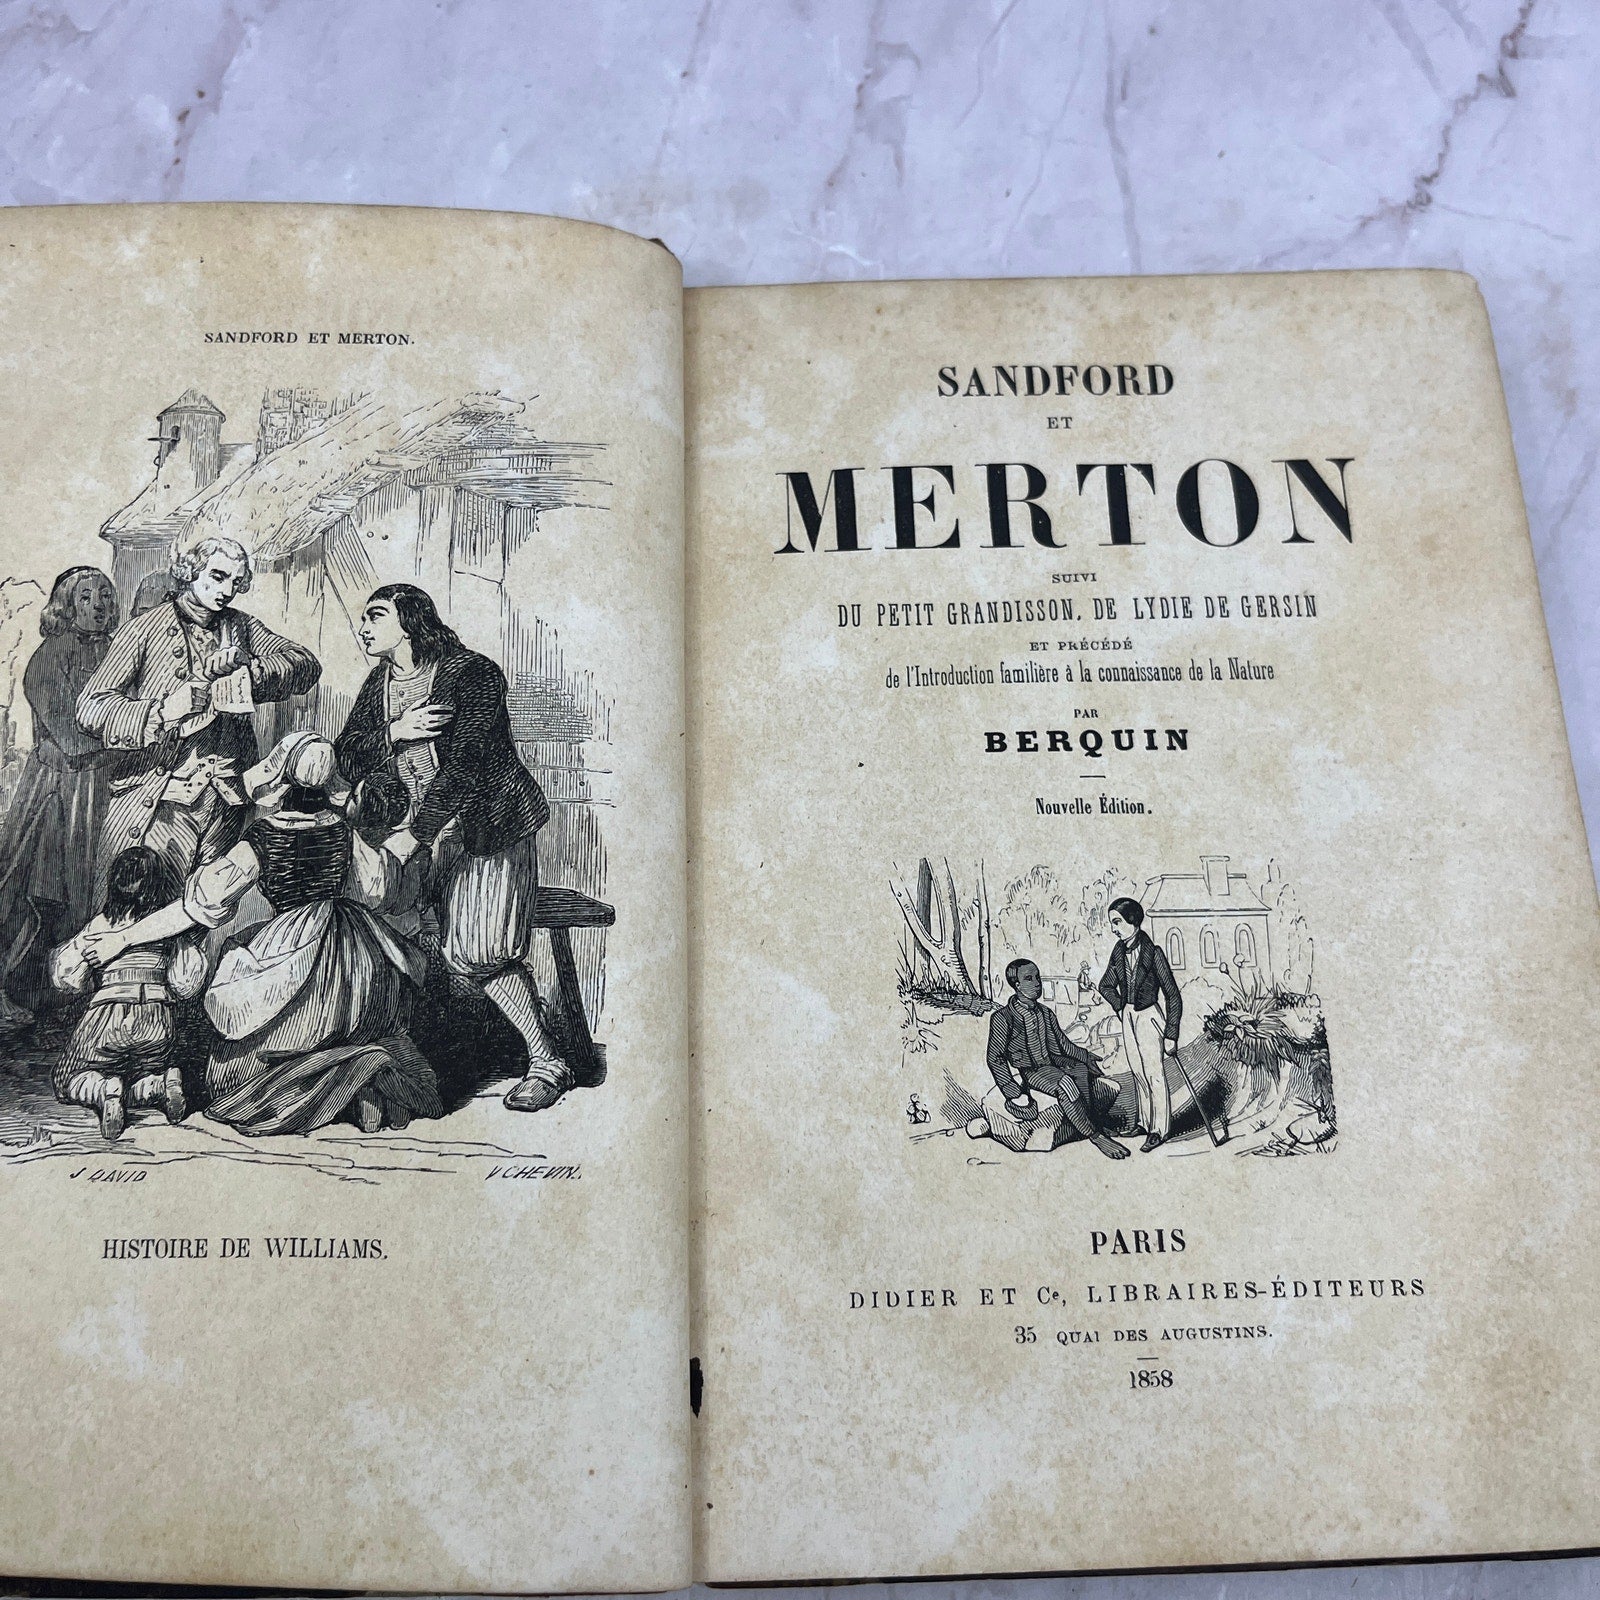 SANDFORD ET MERTON.
J DAVID
V CHEVIN.
HISTOIRE DE WILLIAMS.
SANDFORD
ET
MERTON
SUIVI
DU PETIT GRANDISSON, DE LYDIE DE GERSIN
ET PRÉCÉDÉ
de l'Introduction familière à la connaissance de la Nature
PAR
BERQUIN
Nouvelle Édition.
PARIS
DIDIER ET Ce, LIBRAIRES-ÉDITEURS
35 QUAI DES AUGUSTINS.
1858